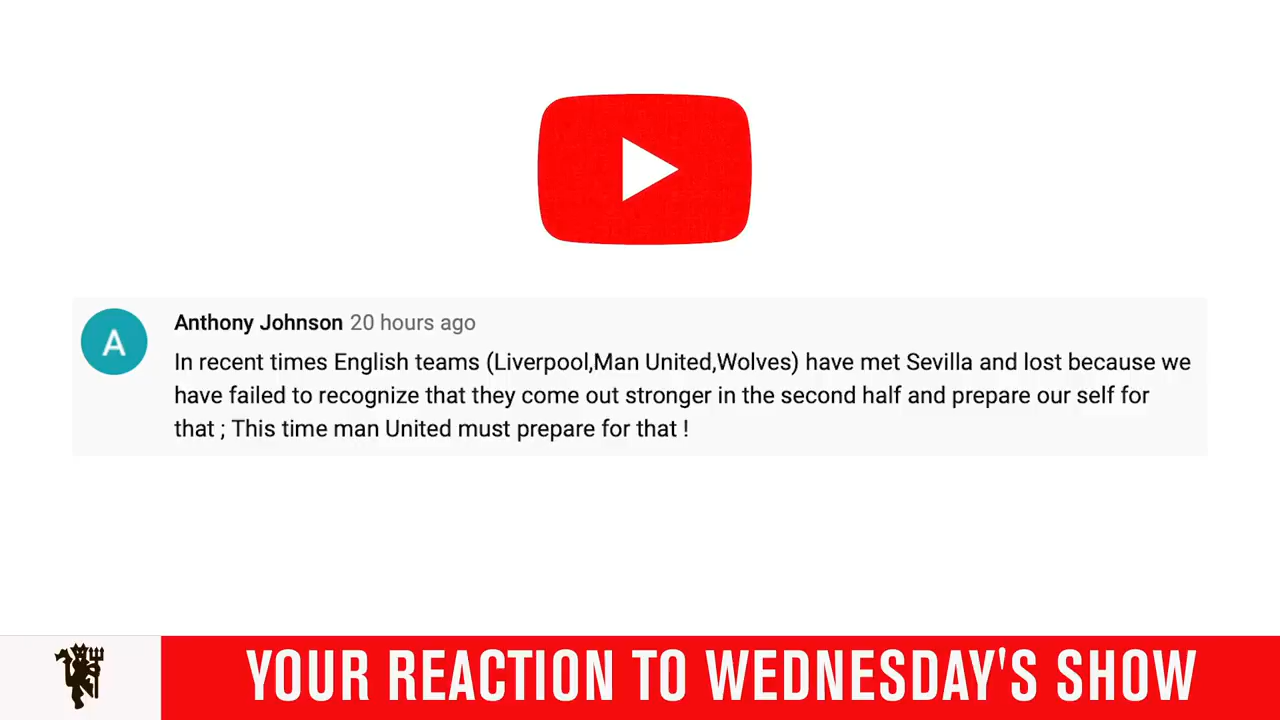 A
Anthony Johnson 20 hours ago
In recent times English teams (Liverpool,Man United,Wolves) have met Sevilla and lost because we
have failed to recognize that they come out stronger in the second half and prepare our self for
that ; This time man United must prepare for that !
YOUR REACTION TO WEDNESDAY'S SHOW